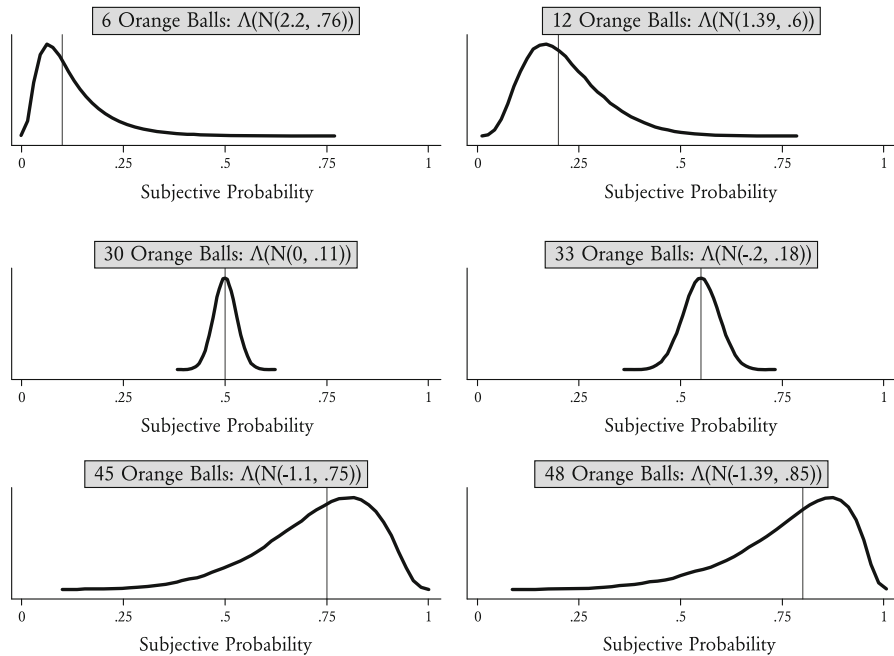 6 Orange Balls: Λ(N(2.2, .76))
12 Orange Balls: Λ(N(1.39, .6))
0 .25 .5 .75 1
0 .25 .5 .75 1
Subjective Probability
Subjective Probability
30 Orange Balls: Λ(N(0, .11))
33 Orange Balls: Λ(N(-.2, .18))
0 .25 .5 .75 1
0 .25 .5 .75 1
Subjective Probability
Subjective Probability
45 Orange Balls: Λ(N(-1.1, .75))
48 Orange Balls: Λ(N(-1.39, .85))
0 .25 .5 .75 1
0 .25 .5 .75 1
Subjective Probability
Subjective Probability